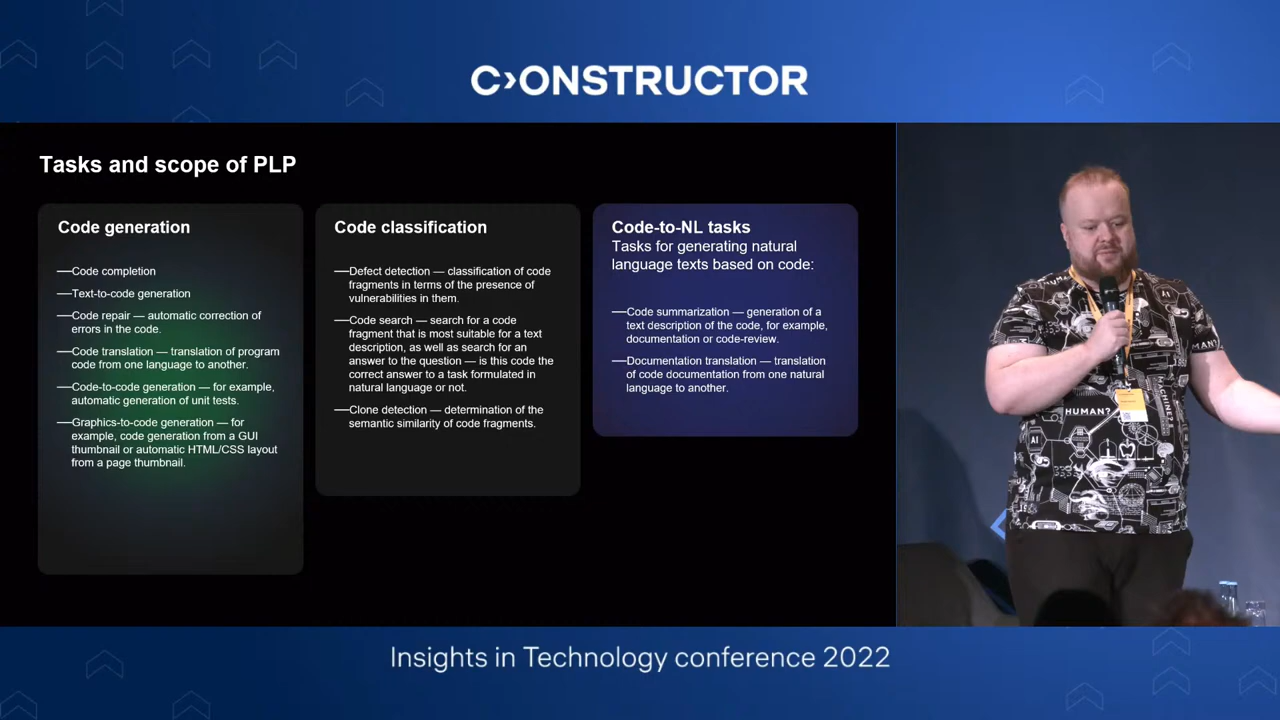 C›ONSTRUCTOR
Tasks and scope of PLP
Code generation
—Code completion
—Text-to-code generation
—Code repair — automatic correction of
errors in the code.
—Code translation — translation of program
code from one language to another.
—Code-to-code generation — for example,
automatic generation of unit tests.
—Graphics-to-code generation — for
example, code generation from a GUI
thumbnail or automatic HTML/CSS layout
from a page thumbnail.
Code classification
—Defect detection — classification of code
fragments in terms of the presence of
vulnerabilities in them.
—Code search — search for a code
fragment that is most suitable for a text
description, as well as search for an
answer to the question — is this code the
correct answer to a task formulated in
natural language or not.
—Clone detection — determination of the
semantic similarity of code fragments.
Code-to-NL tasks
Tasks for generating natural
language texts based on code:
—Code summarization — generation of a
text description of the code, for example,
documentation or code-review.
—Documentation translation — translation
of code documentation from one natural
language to another.
HUMAN?
AI
HUMAN?
MACHINE?
AI
Insights in Technology conference 2022